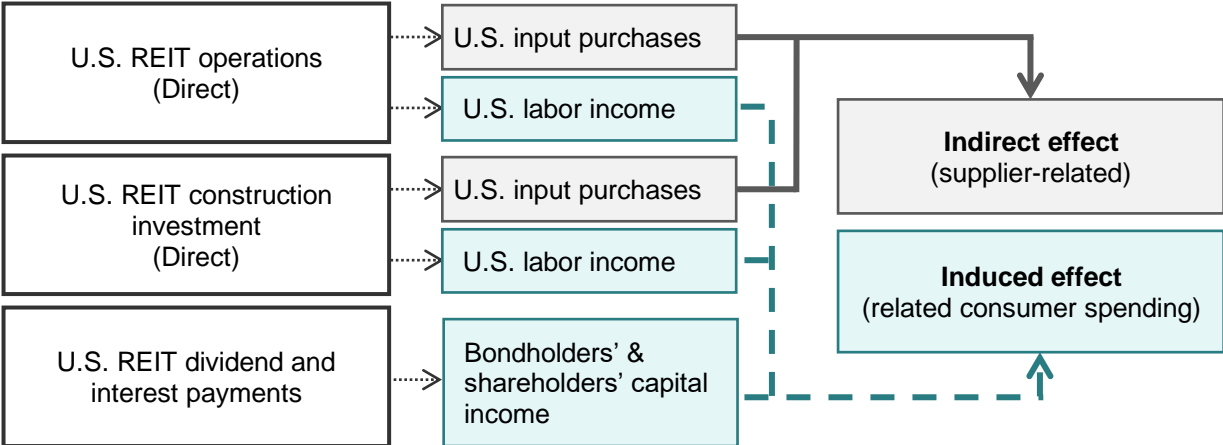 U.S. REIT operations
(Direct)
U.S. input purchases
U.S. labor income
U.S. REIT construction
investment
(Direct)
U.S. input purchases
U.S. labor income
U.S. REIT dividend and
interest payments
Bondholders’ &
shareholders’ capital
income
Indirect effect
(supplier-related)
Induced effect
(related consumer spending)